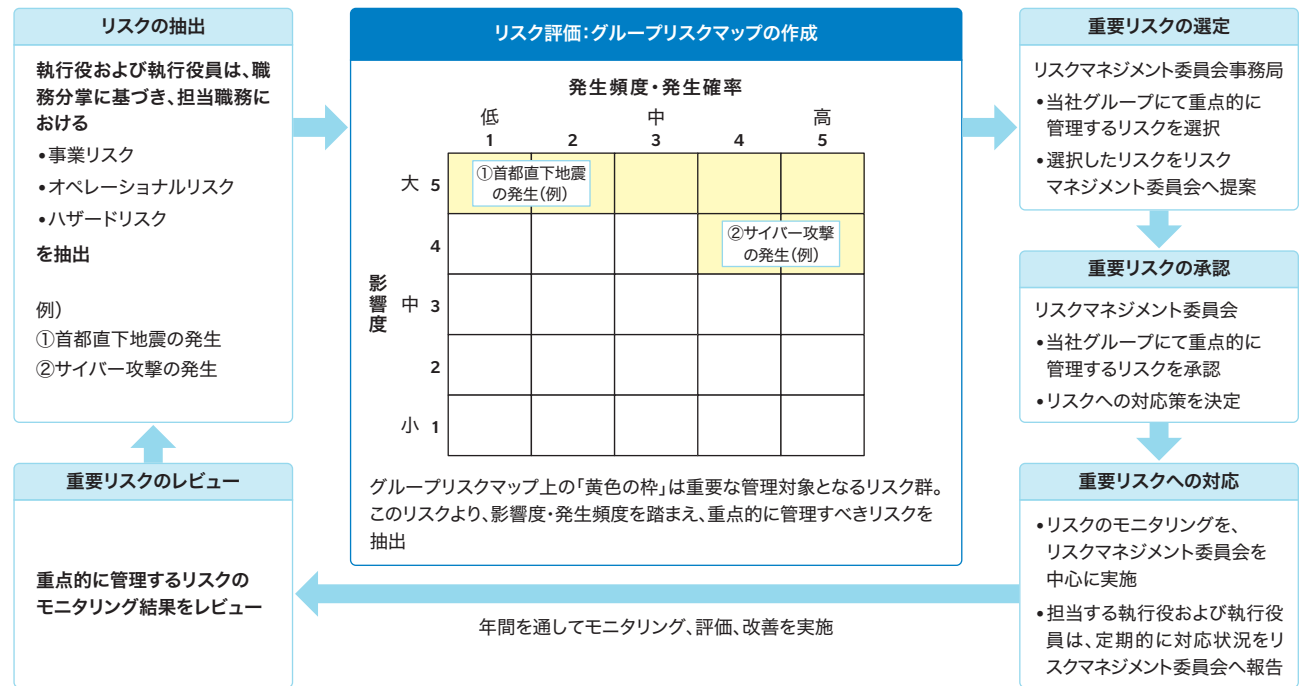 リスクの抽出
執行役および執行役員は、職
務分掌に基づき、担当職務に
おける
•事業リスク
•オペレーショナルリスク
•ハザードリスク
を抽出
例）
①首都直下地震の発生
②サイバー攻撃の発生
リスク評価：グループリスクマップの作成
発生頻度・発生確率
低 中 高
1 2 3 4 5
影響度
大 5
①首都直下地震
の発生（例）
4
②サイバー攻撃
の発生（例）
中 3
2
小 1
グループリスクマップ上の「黄色の枠」は重要な管理対象となるリスク群。
このリスクより、影響度・発生頻度を踏まえ、重点的に管理すべきリスクを
抽出
重要リスクの選定
リスクマネジメント委員会事務局
•当社グループにて重点的に
管理するリスクを選択
•選択したリスクをリスク
マネジメント委員会へ提案
重要リスクの承認
リスクマネジメント委員会
•当社グループにて重点的に
管理するリスクを承認
•リスクへの対応策を決定
重要リスクへの対応
•リスクのモニタリングを、
リスクマネジメント委員会を
中心に実施
•担当する執行役および執行役
員は、定期的に対応状況をリ
スクマネジメント委員会へ報告
年間を通してモニタリング、評価、改善を実施
重要リスクのレビュー
重点的に管理するリスクの
モニタリング結果をレビュー